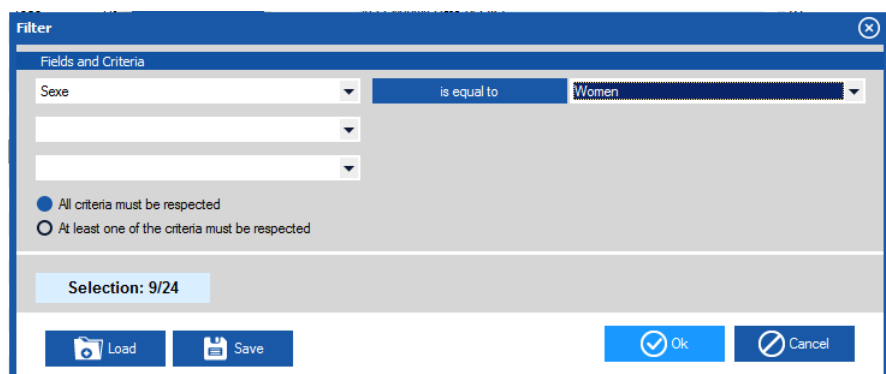 Filter
Fields and Criteria
Sexe is equal to Women
All criteria must be respected
At least one of the criteria must be respected
Selection: 9/24
Load Save Ok Cancel